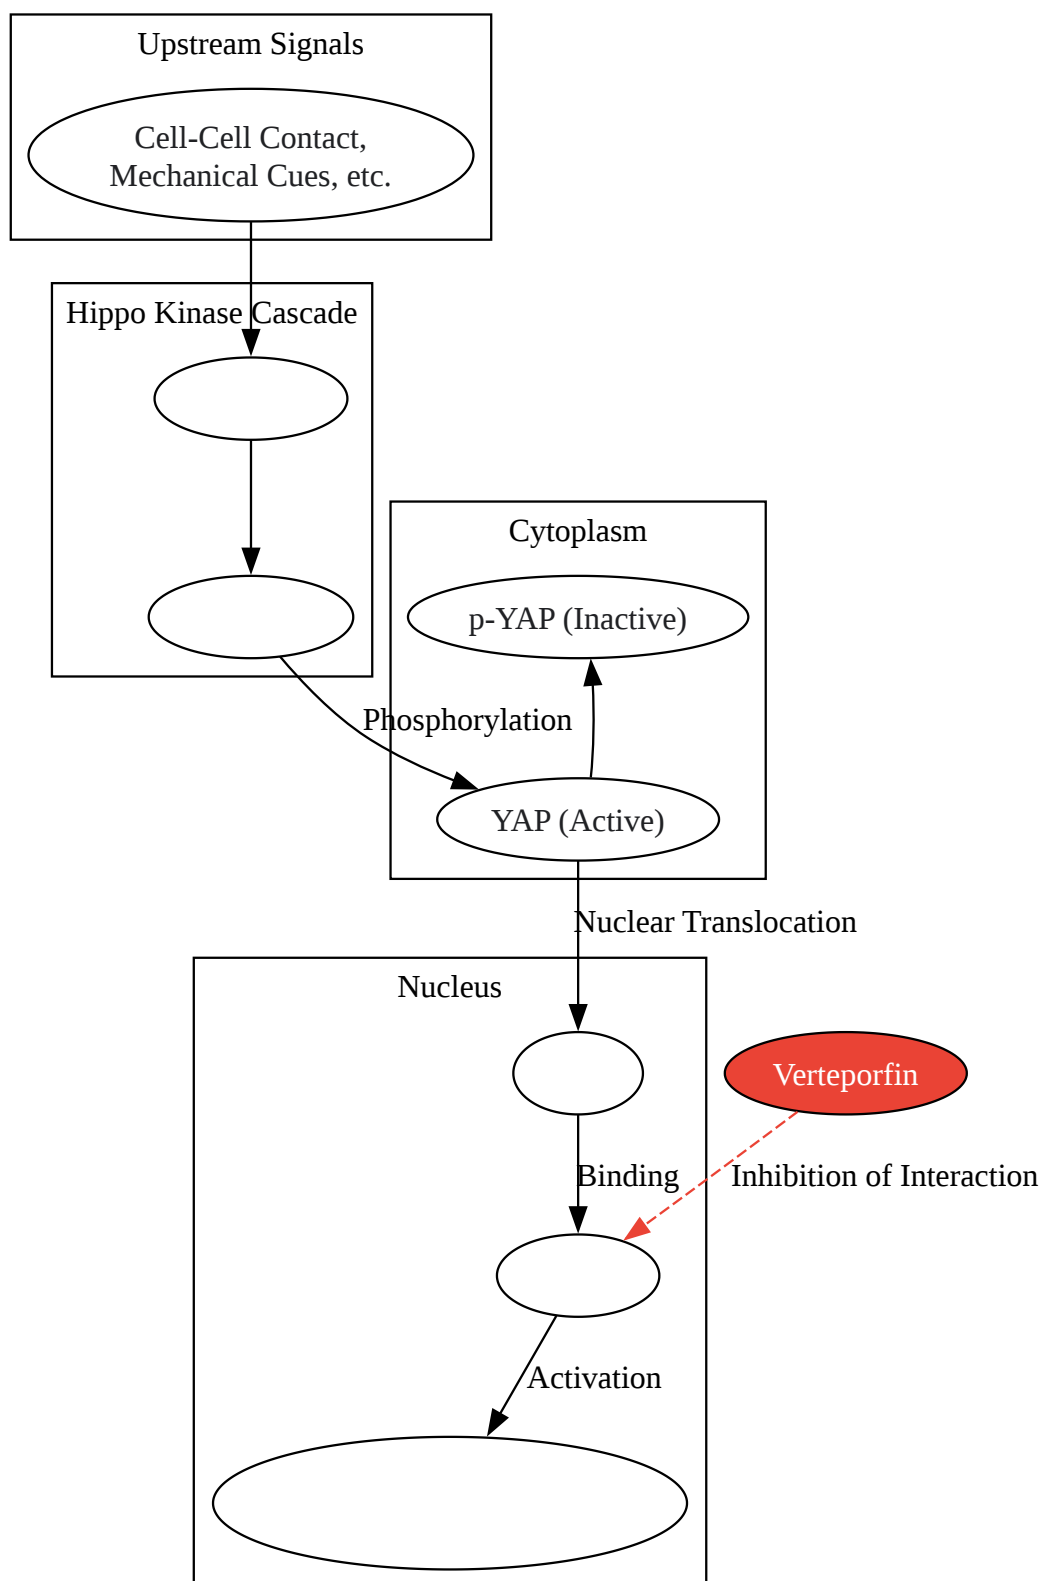 Upstream Signals
Cell-Cell Contact,
Mechanical Cues, etc.
Hippo Kinase Cascade
Cytoplasm
p-YAP (Inactive)
Phosphorylation
YAP (Active)
Nuclear Translocation
Nucleus
Verteporfin
Binding
Inhibition of Interaction
Activation